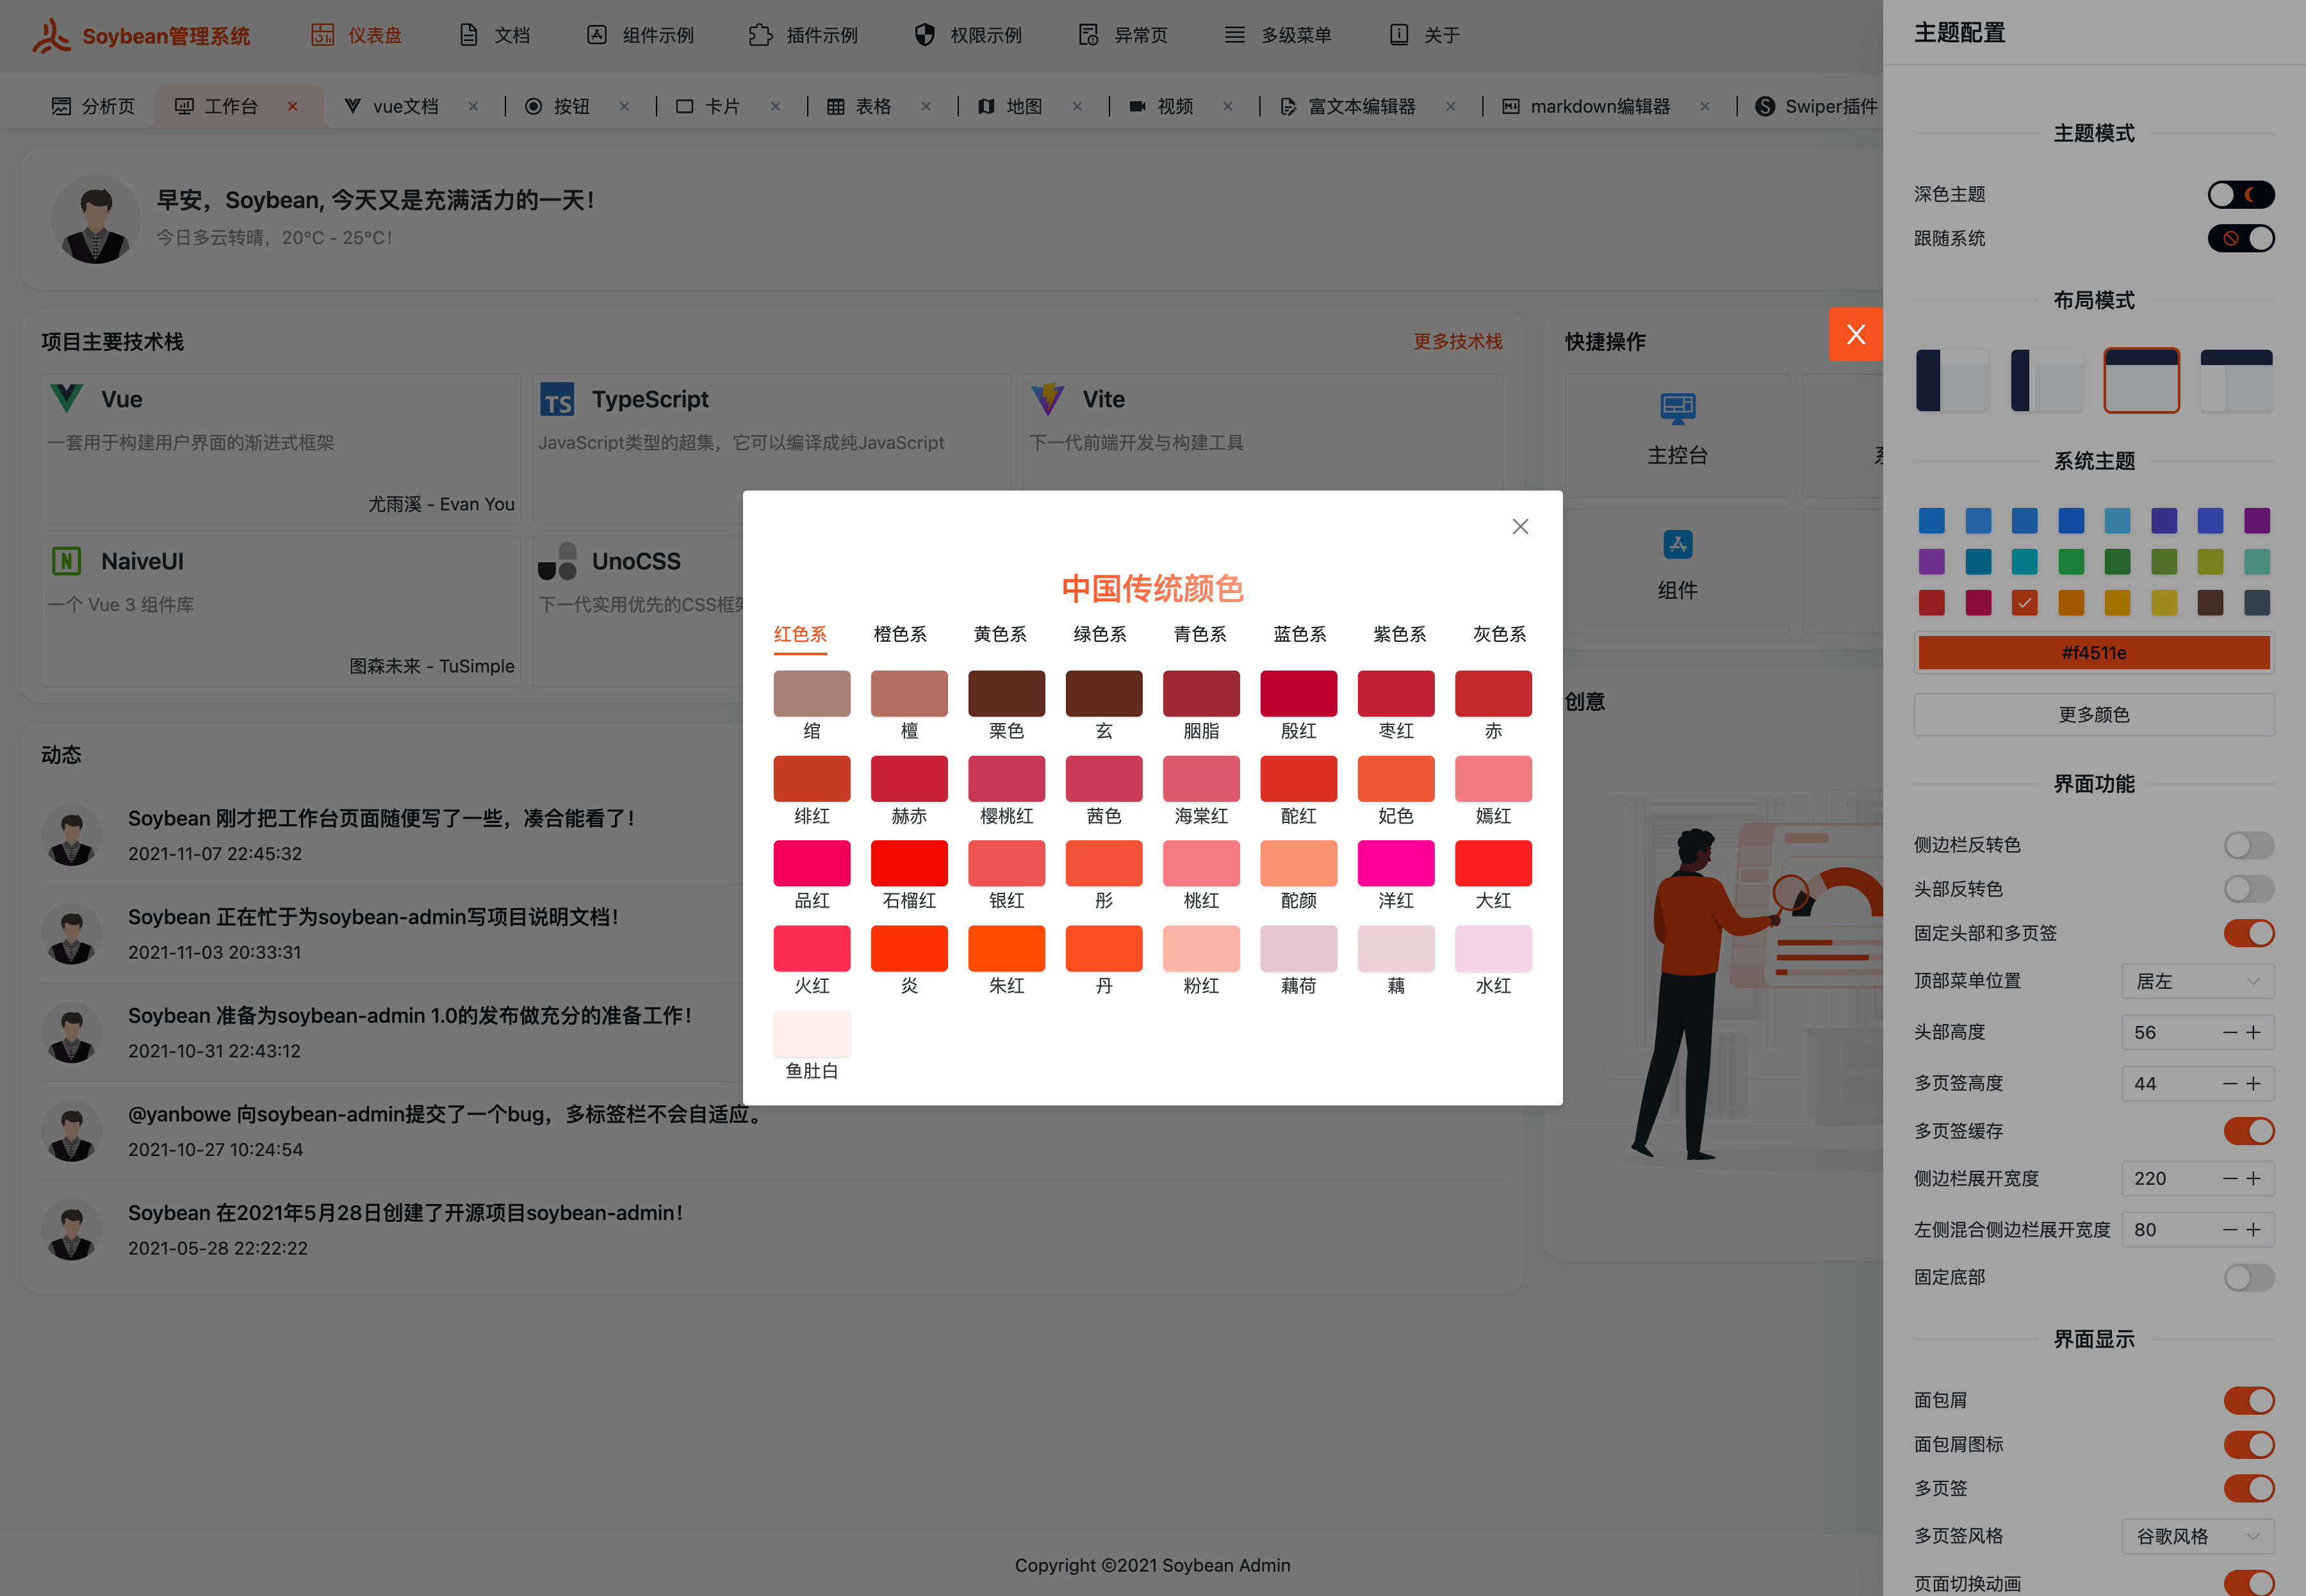 Soybean管理系统 仪表盘 文档 组件示例 插件示例 权限示例 异常页 多级菜单 关于
分析页 工作台 vue文档 按钮 卡片 表格 地图 视频 富文本编辑器 markdown编辑器 Swiper插件
早安，Soybean, 今天又是充满活力的一天！
今日多云转晴，20℃ - 25℃！
项目主要技术栈 更多技术栈
Vue
一套用于构建用户界面的渐进式框架
尤雨溪 - Evan You
TypeScript
JavaScript类型的超集，它可以编译成纯JavaScript
Vite
下一代前端开发与构建工具
NaiveUI
一个 Vue 3 组件库
图森未来 - TuSimple
UnoCSS
下一代实用优先的CSS框
快捷操作
主控台
组件
创意
动态
Soybean 刚才把工作台页面随便写了一些，凑合能看了！
2021-11-07 22:45:32
Soybean 正在忙于为soybean-admin写项目说明文档！
2021-11-03 20:33:31
Soybean 准备为soybean-admin 1.0的发布做充分的准备工作！
2021-10-31 22:43:12
@yanbowe 向soybean-admin提交了一个bug，多标签栏不会自适应。
2021-10-27 10:24:54
Soybean 在2021年5月28日创建了开源项目soybean-admin！
2021-05-28 22:22:22
Copyright ©2021 Soybean Admin
中国传统颜色
红色系 橙色系 黄色系 绿色系 青色系 蓝色系 紫色系 灰色系
绾 檀 栗色 玄 胭脂 殷红 枣红 赤
绯红 赫赤 樱桃红 茜色 海棠红 酡红 妃色 嫣红
品红 石榴红 银红 彤 桃红 酡颜 洋红 大红
火红 炎 朱红 丹 粉红 藕荷 藕 水红
鱼肚白
主题配置
主题模式
深色主题
跟随系统
布局模式
系统主题
#f4511e
更多颜色
界面功能
侧边栏反转色
头部反转色
固定头部和多页签
顶部菜单位置 居左
头部高度 56
多页签高度 44
多页签缓存
侧边栏展开宽度 220
左侧混合侧边栏展开宽度 80
固定底部
界面显示
面包屑
面包屑图标
多页签
多页签风格 谷歌风格
页面切换动画